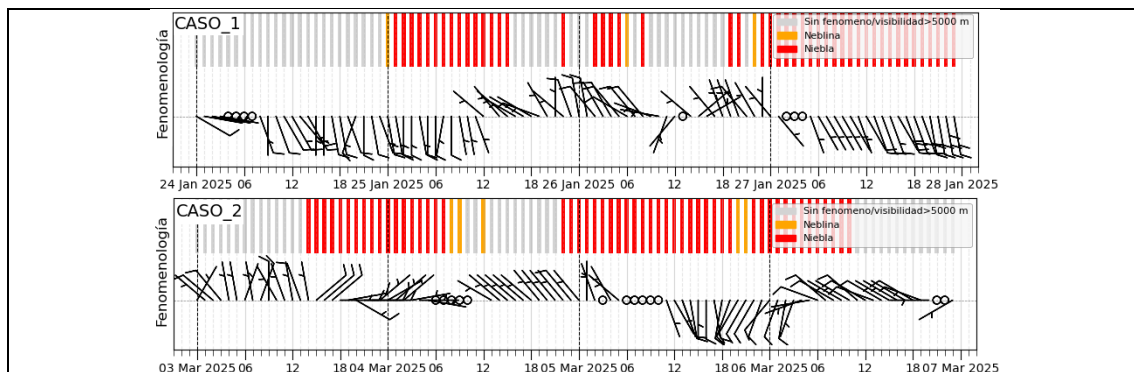 CASO_1
Sin fenomeno/visibilidad>5000 m
Neblina
Niebla
Fenomenología
24 Jan 2025 06 12 18 25 Jan 2025 06 12 18 26 Jan 2025 06 12 18 27 Jan 2025 06 12 18 28 Jan 2025
CASO_2
Sin fenomeno/visibilidad>5000 m
Neblina
Niebla
Fenomenología
03 Mar 2025 06 12 18 04 Mar 2025 06 12 18 05 Mar 2025 06 12 18 06 Mar 2025 06 12 18 07 Mar 2025